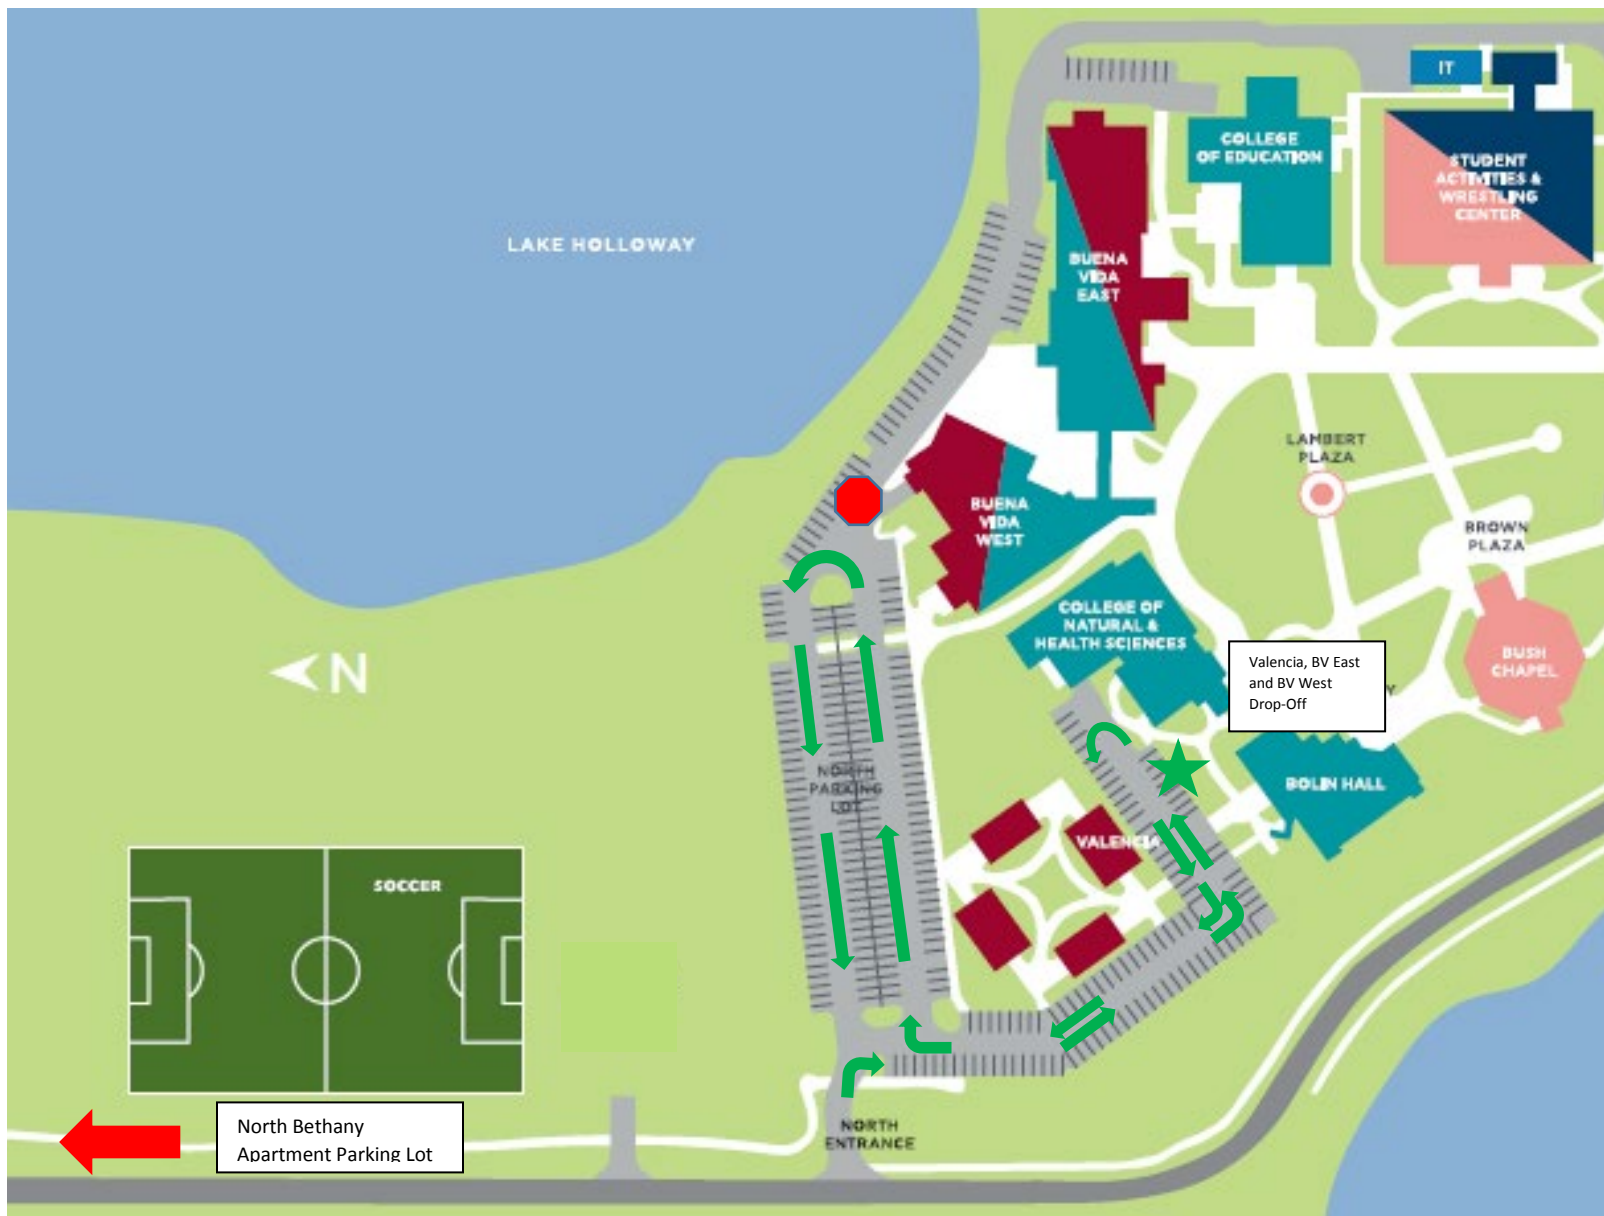 IT
COLLEGE
OF EDUCATION
STUDENT
ACTIVITIES &
WRESTLING
CENTER
LAKE HOLLOWAY
BUENA
VIDA
EAST
LAMBERT
PLAZA
BUENA
VIDA
WEST
BROWN
PLAZA
COLLEGE OF
NATURAL &
HEALTH SCIENCES
BUSH
CHAPEL
N
Valencia, BV East
and BV West
Drop-Off
Y
NORTH
PARKING
LOT
BOLIN HALL
VALENCIA
SOCCER
North Bethany
Apartment Parking Lot
NORTH
ENTRANCE